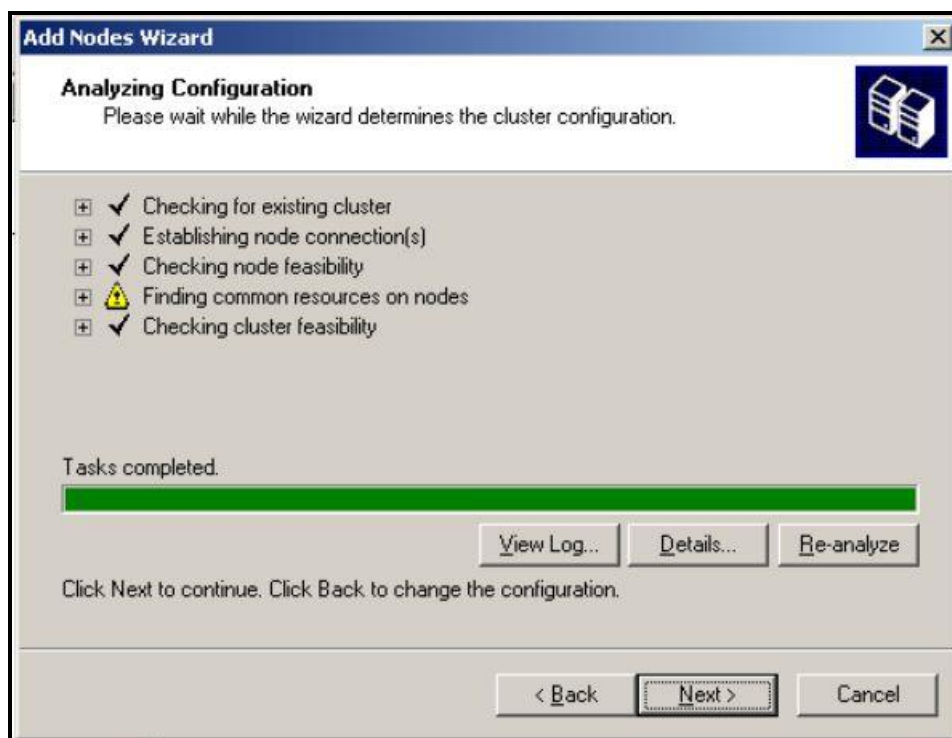 Add Nodes Wizard
Analyzing Configuration
Please wait while the wizard determines the cluster configuration.
Checking for existing cluster
Establishing node connection(s)
Checking node feasibility
Finding common resources on nodes
Checking cluster feasibility
Tasks completed.
View Log... Details... Re-analyze
Click Next to continue. Click Back to change the configuration.
< Back Next > Cancel